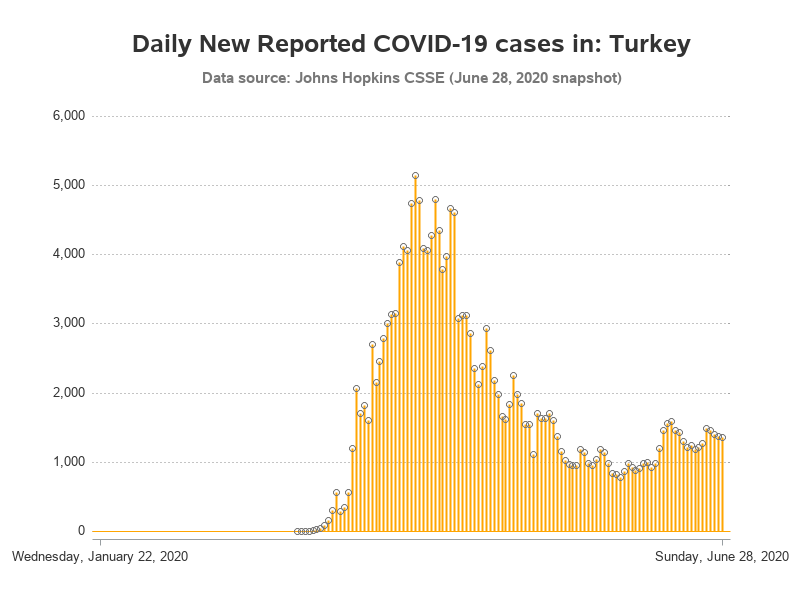 Daily New Reported COVID-19 cases in: Turkey
Data source: Johns Hopkins CSSE (June 28, 2020 snapshot)
6,000
5,000
4,000
3,000
2,000
1,000
0
Wednesday, January 22, 2020 Sunday, June 28, 2020